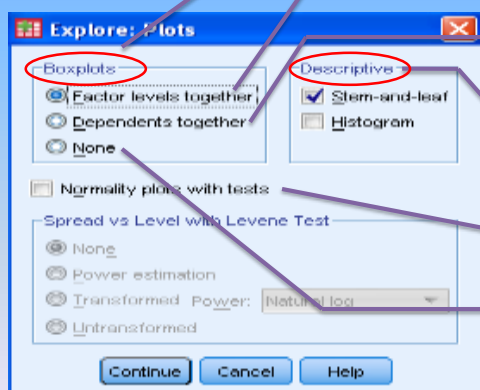 Explore: Plots
Boxplots
Factor levels together
Dependents together
None
Descriptive
Stem-and-leaf
Histogram
Normality plots with tests
Spread vs Level with Levene Test
None
Power estimation
Transformed Power: Natural log
Untransformed
Continue Cancel Help